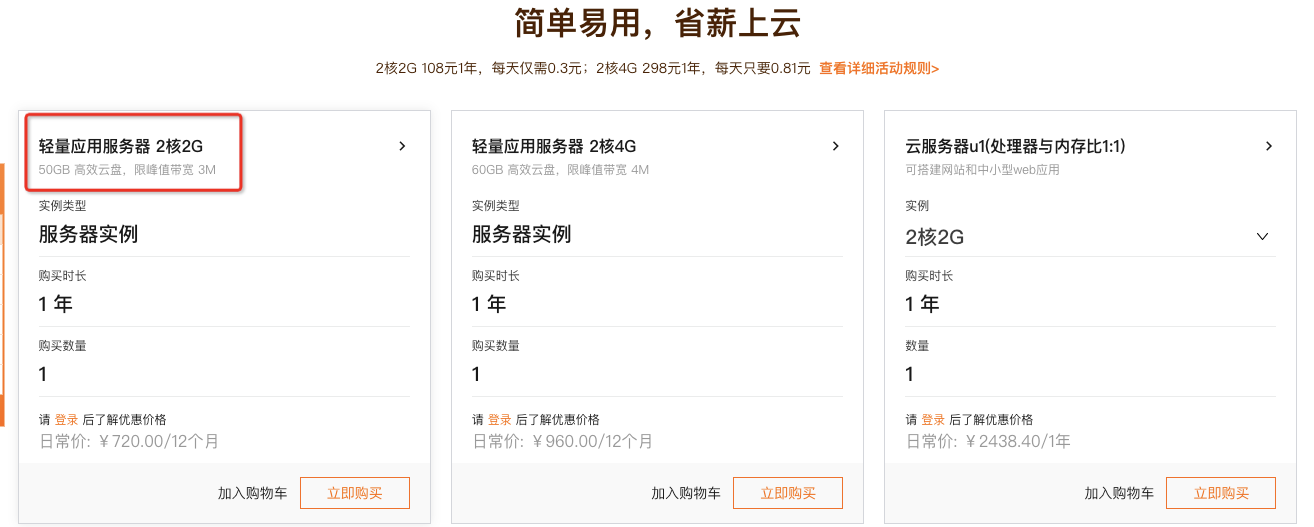 简单易用，省薪上云
2核2G 108元1年，每天仅需0.3元；2核4G 298元1年，每天只要0.81元 查看详细活动规则>
轻量应用服务器 2核2G
50GB 高效云盘，限峰值带宽 3M
实例类型
服务器实例
购买时长
1 年
购买数量
1
请 登录 后了解优惠价格
日常价: ￥720.00/12个月
加入购物车 立即购买
轻量应用服务器 2核4G
60GB 高效云盘，限峰值带宽 4M
实例类型
服务器实例
购买时长
1 年
购买数量
1
请 登录 后了解优惠价格
日常价: ￥960.00/12个月
加入购物车 立即购买
云服务器u1(处理器与内存比1:1)
可搭建网站和中小型web应用
实例
2核2G
购买时长
1 年
数量
1
请 登录 后了解优惠价格
日常价: ￥2438.40/1年
加入购物车 立即购买